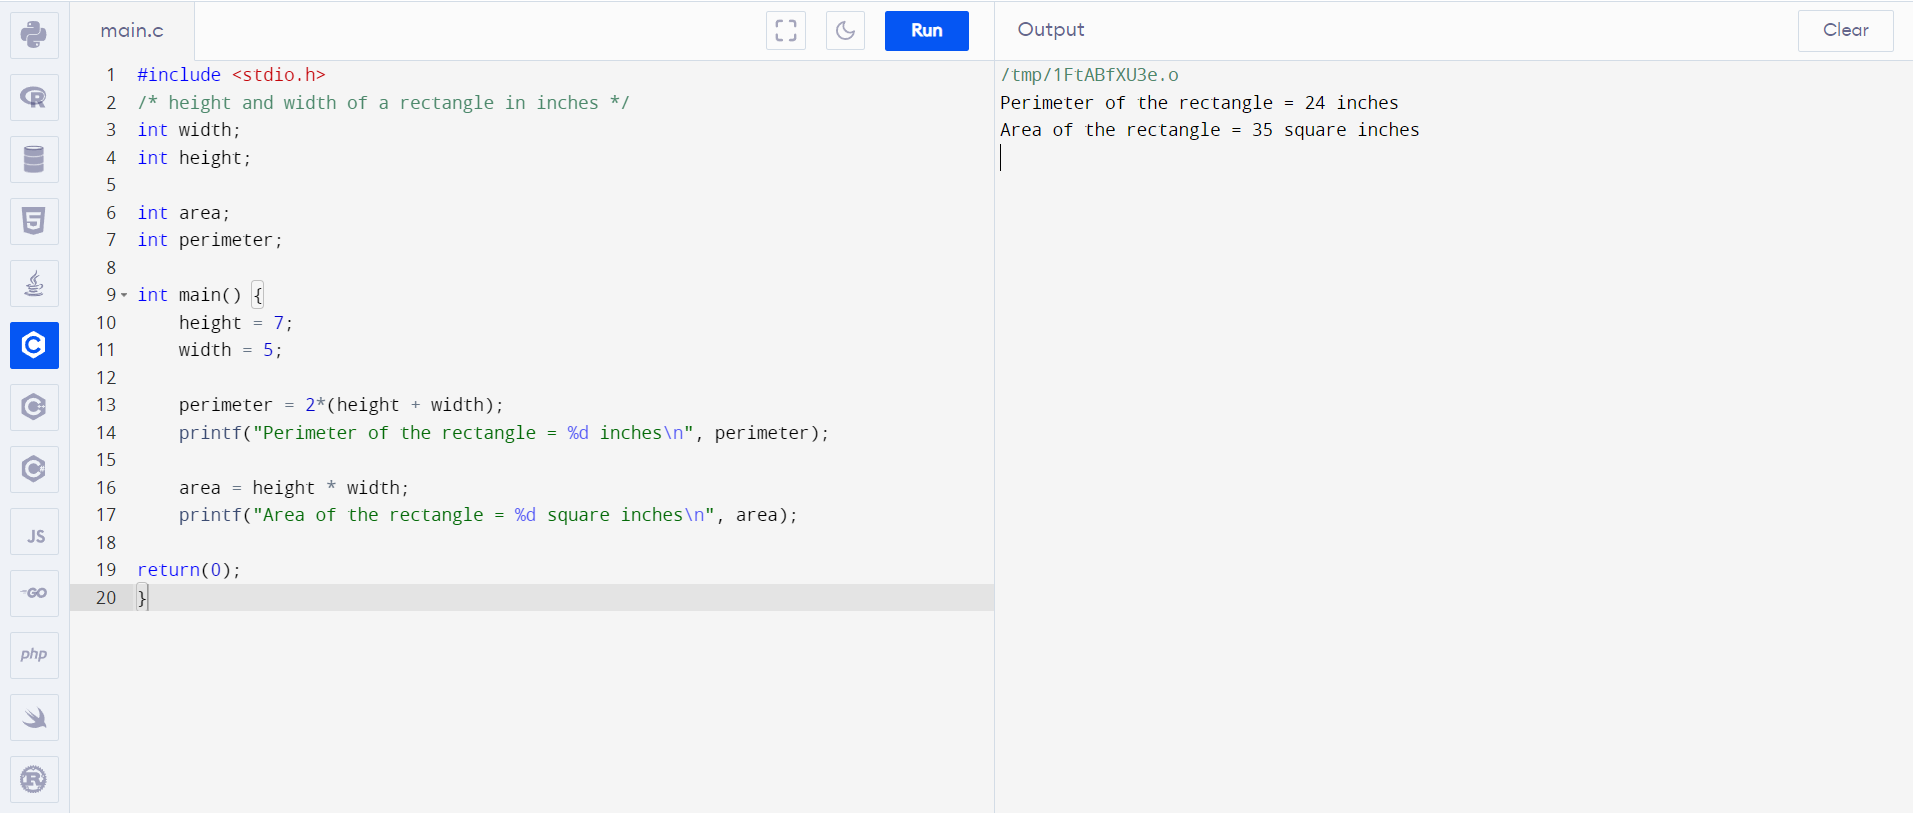 main.c
Run
Output
Clear
1 #include <stdio.h>
2 /* height and width of a rectangle in inches */
3 int width;
4 int height;
5
6 int area;
7 int perimeter;
8
9 int main() {
10     height = 7;
11     width = 5;
12
13     perimeter = 2*(height + width);
14     printf("Perimeter of the rectangle = %d inches\n", perimeter);
15
16     area = height * width;
17     printf("Area of the rectangle = %d square inches\n", area);
18
19 return(0);
20 }
/tmp/1FtABfXU3e.o
Perimeter of the rectangle = 24 inches
Area of the rectangle = 35 square inches
R
5
C
C
C
JS
GO
php
R